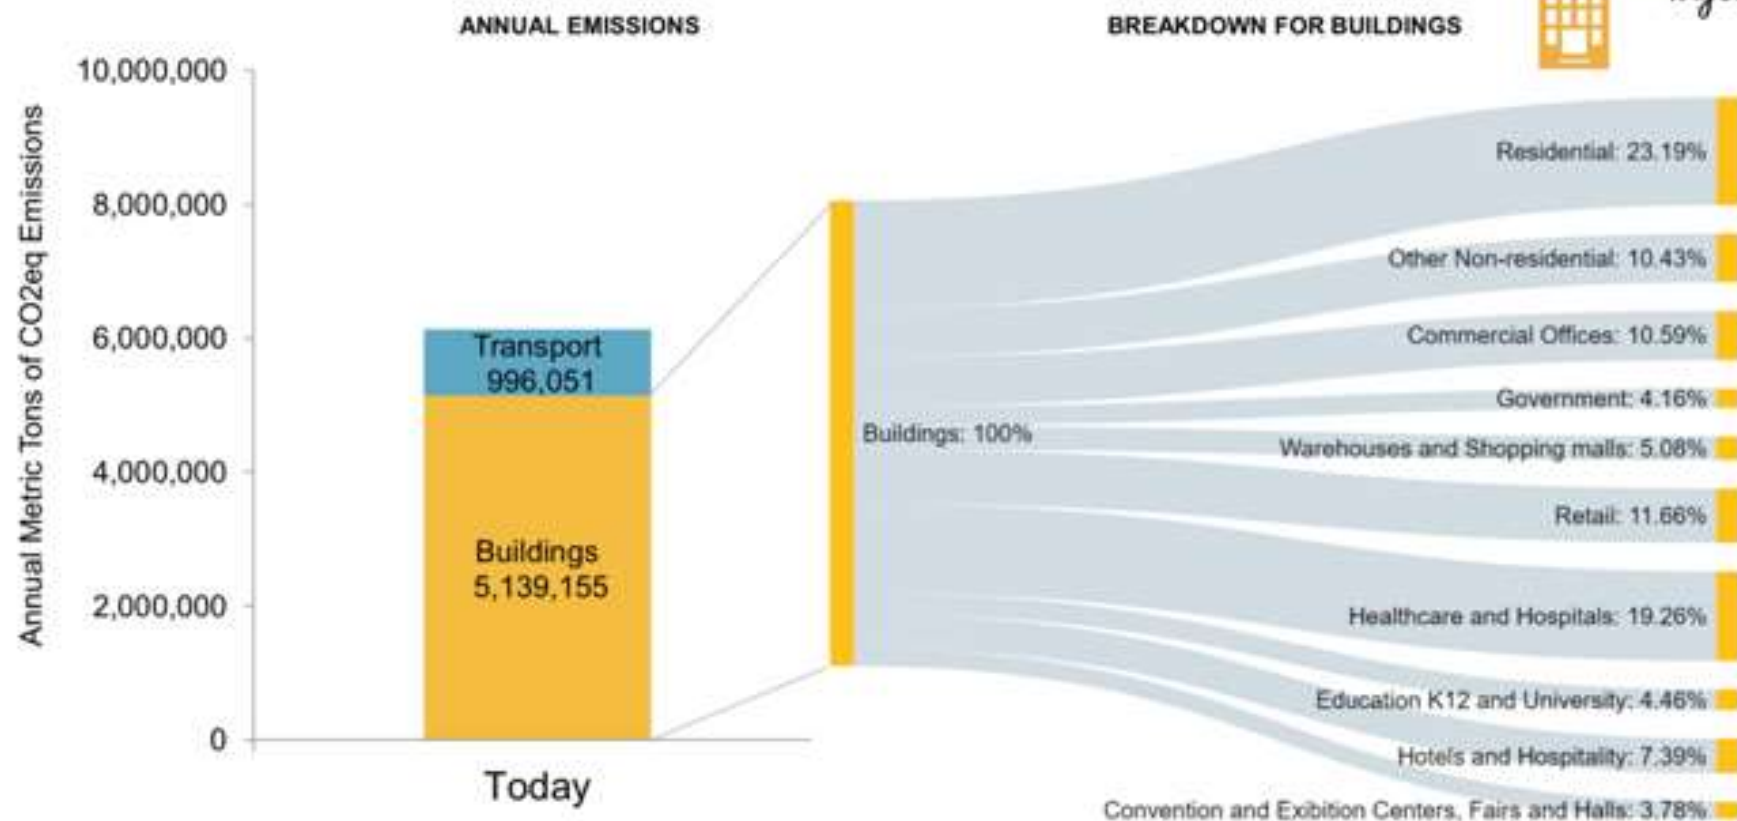 ANNUAL EMISSIONS
BREAKDOWN FOR BUILDINGS
Annual Metric Tons of CO2eq Emissions
10,000,000
8,000,000
6,000,000
4,000,000
2,000,000
0
Transport
996,051
Buildings
5,139,155
Today
Buildings: 100%
Residential: 23.19%
Other Non-residential: 10.43%
Commercial Offices: 10.59%
Government: 4.16%
Warehouses and Shopping malls: 5.08%
Retail: 11.66%
Healthcare and Hospitals: 19.26%
Education K12 and University: 4.46%
Hotels and Hospitality: 7.39%
Convention and Exibition Centers, Fairs and Halls: 3.78%